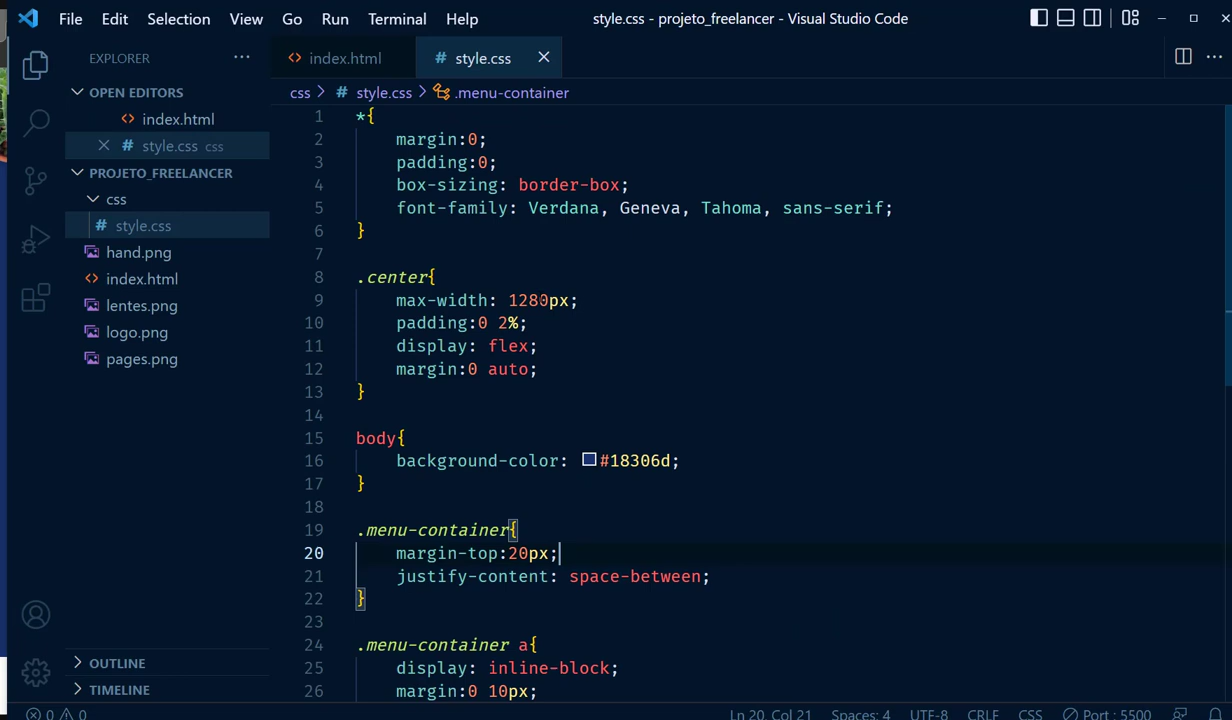 File Edit Selection View Go Run Terminal Help
style.css - projeto_freelancer - Visual Studio Code
EXPLORER
index.html
style.css
OPEN EDITORS
index.html
style.css css
PROJETO_FREELANCER
css
style.css
hand.png
index.html
lentes.png
logo.png
pages.png
OUTLINE
TIMELINE
css > # style.css > .menu-container
1 *{
2 margin:0;
3 padding:0;
4 box-sizing: border-box;
5 font-family: Verdana, Geneva, Tahoma, sans-serif;
6 }
7
8 .center{
9 max-width: 1280px;
10 padding:0 2%;
11 display: flex;
12 margin:0 auto;
13 }
14
15 body{
16 background-color: #18306d;
17 }
18
19 .menu-container{
20 margin-top:20px;
21 justify-content: space-between;
22 }
23
24 .menu-container a{
25 display: inline-block;
26 margin:0 10px;
0 0 Ln 20, Col 21 Spaces: 4 UTF-8 CRLF CSS Port : 5500